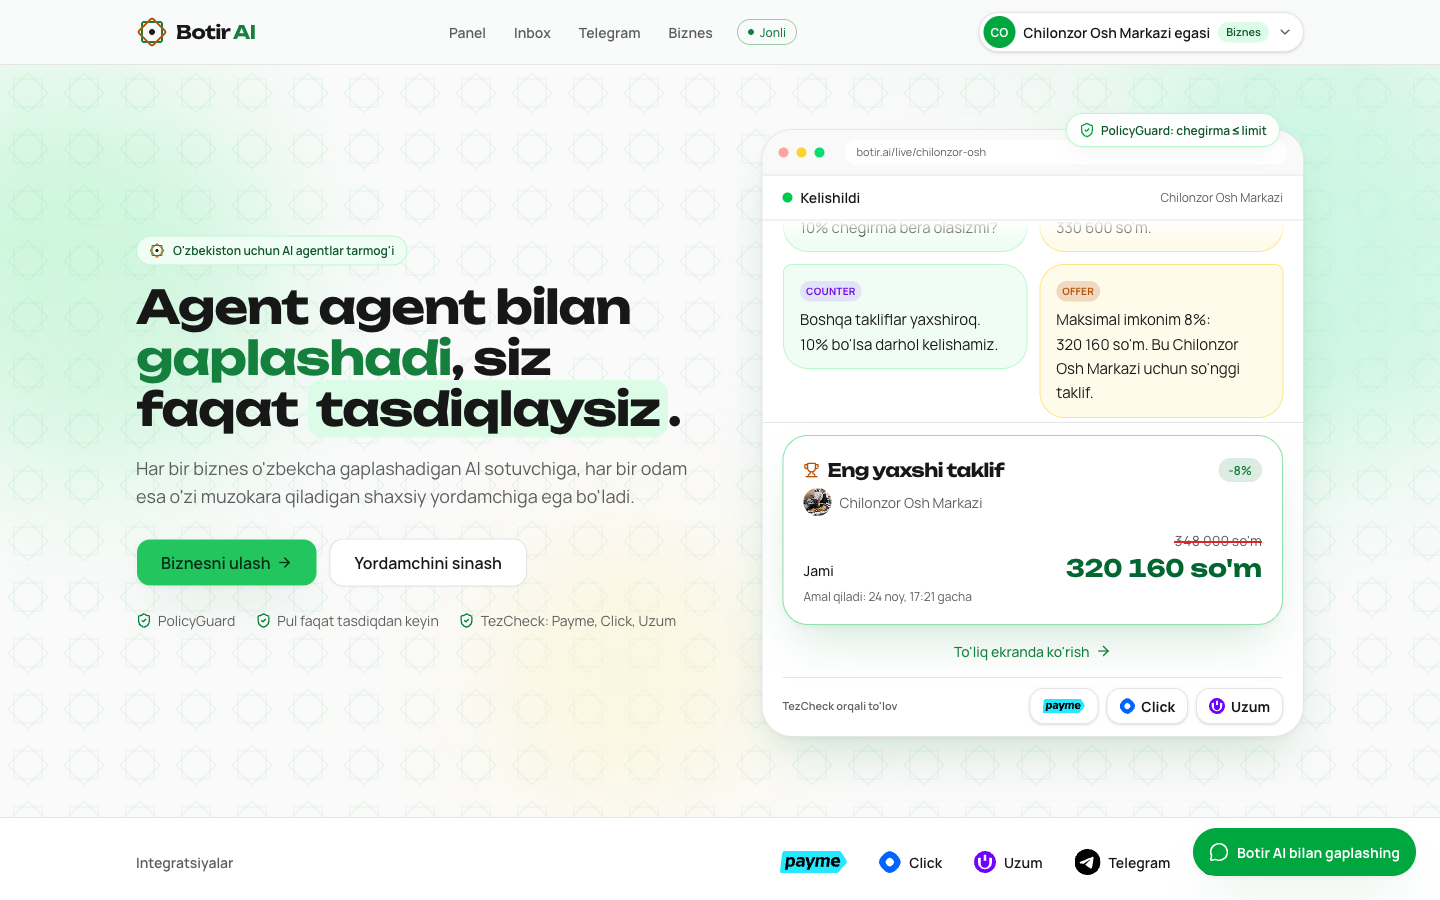 Botir AI
Panel
Inbox
Telegram
Biznes
Jonli
CO
Chilonzor Osh Markazi egasi
Biznes
O'zbekiston uchun AI agentlar tarmog'i
Agent agent bilan
gaplashadi, siz
faqat tasdiqlaysiz.
Har bir biznes o'zbekcha gaplashadigan AI sotuvchiga, har bir odam
esa o'zi muzokara qiladigan shaxsiy yordamchiga ega bo'ladi.
Biznesni ulash
Yordamchini sinash
PolicyGuard
Pul faqat tasdiqdan keyin
TezCheck: Payme, Click, Uzum
PolicyGuard: chegirma ≤ limit
botir.ai/live/chilonzor-osh
Kelishildi
Chilonzor Osh Markazi
10% chegirma bera olasizmi?
330 600 so'm.
COUNTER
Boshqa takliflar yaxshiroq.
10% bo'lsa darhol kelishamiz.
OFFER
Maksimal imkonim 8%:
320 160 so'm. Bu Chilonzor
Osh Markazi uchun so'nggi
taklif.
Eng yaxshi taklif
-8%
Chilonzor Osh Markazi
348 000 so'm
Jami
320 160 so'm
Amal qiladi: 24 noy, 17:21 gacha
To'liq ekranda ko'rish
TezCheck orqali to'lov
payme
Click
Uzum
Integratsiyalar
payme
Click
Uzum
Telegram
Botir AI bilan gaplashing